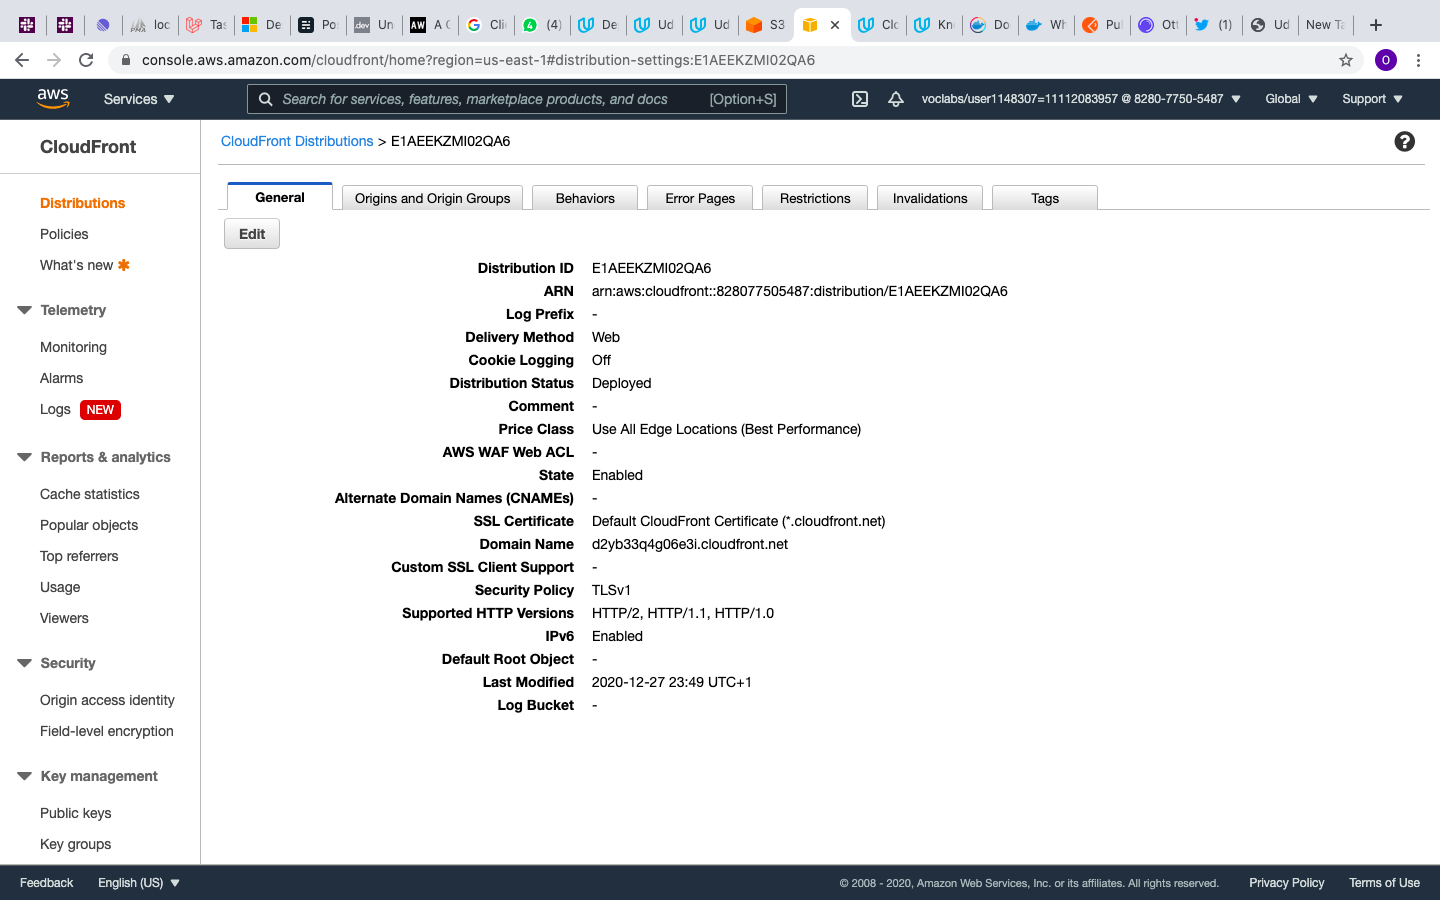 loc
Tas
De
Po
Un
A C
Clic
(4)
De
Ud
Ud
S3
Clo
Kn
Do
Wh
Pu
Ott
(1)
Ud
New Ta
console.aws.amazon.com/cloudfront/home?region=us-east-1#distribution-settings:E1AEEKZMI02QA6
O
aws
Services
Search for services, features, marketplace products, and docs
[Option+S]
voclabs/user1148307=11112083957 @ 8280-7750-5487
Global
Support
CloudFront
CloudFront Distributions > E1AEEKZMI02QA6
General
Origins and Origin Groups
Behaviors
Error Pages
Restrictions
Invalidations
Tags
Edit
Distributions
Policies
What's new
Telemetry
Monitoring
Alarms
Logs NEW
Reports & analytics
Cache statistics
Popular objects
Top referrers
Usage
Viewers
Security
Origin access identity
Field-level encryption
Key management
Public keys
Key groups
Distribution ID E1AEEKZMI02QA6
ARN arn:aws:cloudfront::828077505487:distribution/E1AEEKZMI02QA6
Log Prefix -
Delivery Method Web
Cookie Logging Off
Distribution Status Deployed
Comment -
Price Class Use All Edge Locations (Best Performance)
AWS WAF Web ACL -
State Enabled
Alternate Domain Names (CNAMEs) -
SSL Certificate Default CloudFront Certificate (*.cloudfront.net)
Domain Name d2yb33q4g06e3i.cloudfront.net
Custom SSL Client Support -
Security Policy TLSv1
Supported HTTP Versions HTTP/2, HTTP/1.1, HTTP/1.0
IPv6 Enabled
Default Root Object -
Last Modified 2020-12-27 23:49 UTC+1
Log Bucket -
Feedback
English (US)
© 2008 - 2020, Amazon Web Services, Inc. or its affiliates. All rights reserved.
Privacy Policy
Terms of Use